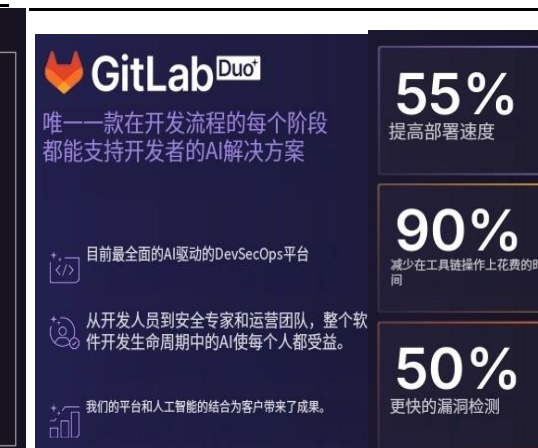 GitLab Duo
唯一一款在开发流程的每个阶段
都能支持开发者的AI解决方案
目前最全面的AI驱动的DevSecOps平台
从开发人员到安全专家和运营团队，整个软
件开发生命周期中的AI使每个人都受益。
我们的平台和人工智能的结合为客户带来了成果。
55%
提高部署速度
90%
减少在工具链操作上花费的时
间
50%
更快的漏洞检测